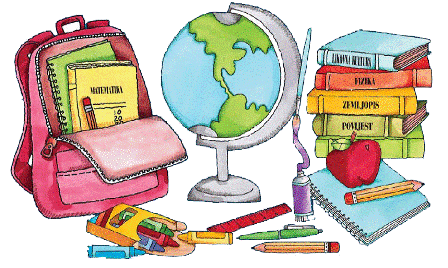 MATEMATIKA
LIKOVNA KULTURA
FIZIKA
ZEMLJOPIS
POVIJEST